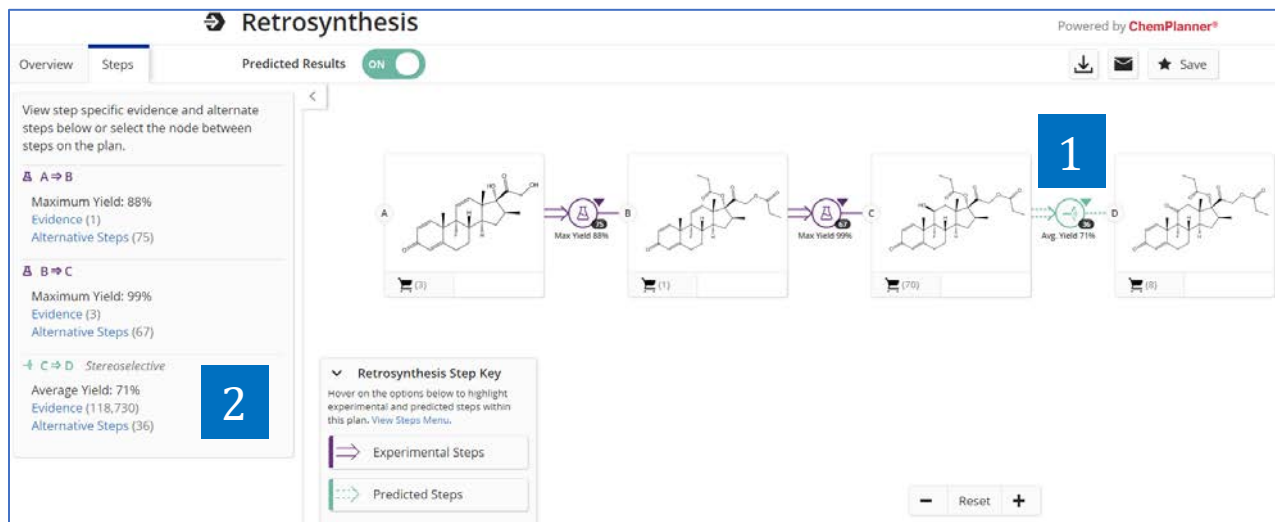 Retrosynthesis
Powered by ChemPlanner®
Overview
Steps
Predicted Results
ON
Save
View step specific evidence and alternate
steps below or select the node between
steps on the plan.
A ⇒ B
Maximum Yield: 88%
Evidence (1)
Alternative Steps (75)
B ⇒ C
Maximum Yield: 99%
Evidence (3)
Alternative Steps (67)
C ⇒ D Stereoselective
Average Yield: 71%
Evidence (118,730)
Alternative Steps (36)
2
1
A
75
Max Yield 88%
B
67
Max Yield 99%
C
36
Avg. Yield 71%
D
(3)
(1)
(70)
(8)
Retrosynthesis Step Key
Hover on the options below to highlight
experimental and predicted steps within
this plan. View Steps Menu.
Experimental Steps
Predicted Steps
− Reset +